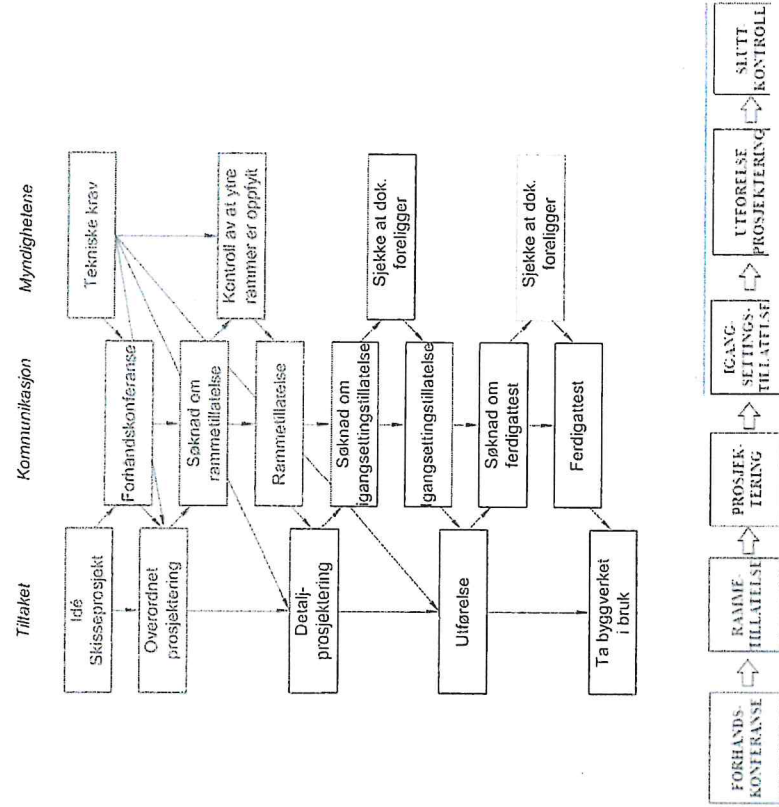 Tiltaket
Kommunikasjon
Myndighetene
Idé
Skisseprosjekt
Tekniske krav
Forhåndskonferanse
Overordnet
prosjektering
Søknad om
rammetillatelse
Kontroll av at ytre
rammer er oppfylt
Rammetillatelse
Detalj-
prosjektering
Søknad om
igangsettingstillatelse
Sjekke at dok.
foreligger
Igangsettingstillatelse
Utførelse
Søknad om
ferdigattest
Sjekke at dok.
foreligger
Ferdigattest
Ta byggverket
i bruk
FORHÅNDS-
KONFERANSE
RAMME-
TILLATELSE
PROSJEK-
TERING
IGANG-
SETTINGS-
TILLATELSE
UTFØRELSE
PROSJEKTERING
SLUTT-
KONTROLL